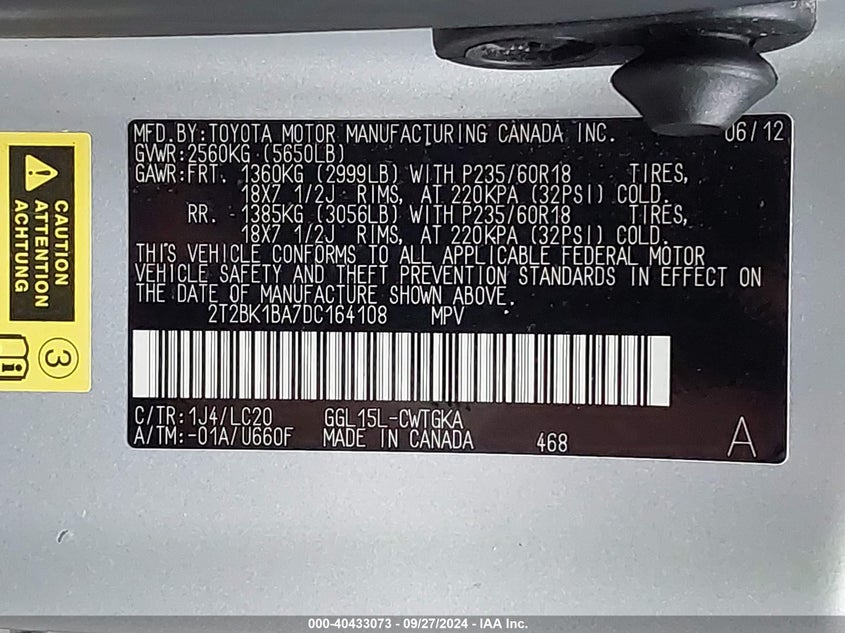 MFD.BY:TOYOTA MOTOR MANUFACTURING CANADA INC. 06/12
GVWR:2560KG (5650LB)
GAWR:FRT. 1360KG (2999LB) WITH P235/60R18 TIRES,
18X7 1/2J RIMS, AT 220KPA (32PSI) COLD.
RR. 1385KG (3056LB) WITH P235/60R18 TIRES,
18X7 1/2J RIMS, AT 220KPA (32PSI) COLD.
THIS VEHICLE CONFORMS TO ALL APPLICABLE FEDERAL MOTOR
VEHICLE SAFETY AND THEFT PREVENTION STANDARDS IN EFFECT ON
THE DATE OF MANUFACTURE SHOWN ABOVE.
2T2BK1BA7DC164108 MPV
C/TR:1J4/LC20 GGL15L-CWTGKA
A/TM:-01A/U660F MADE IN CANADA 468 A
CAUTION
ATTENTION
ACHTUNG
3
000-40433073 - 09/27/2024 - IAA Inc.